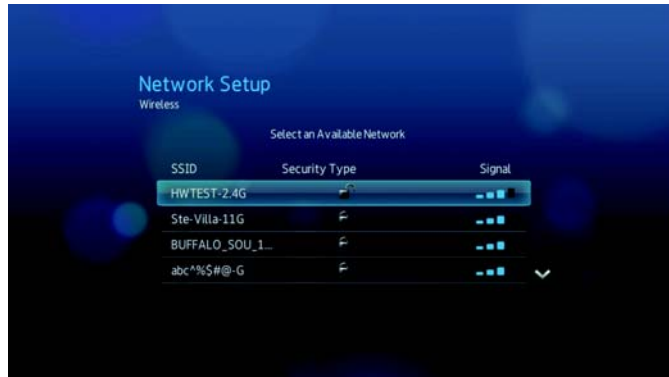 Network Setup
Wireless
Select an Available Network
SSID Security Type Signal
HWTEST-2.4G
Ste-Villa-11G
BUFFALO_SOU_1...
abc^%$#@-G